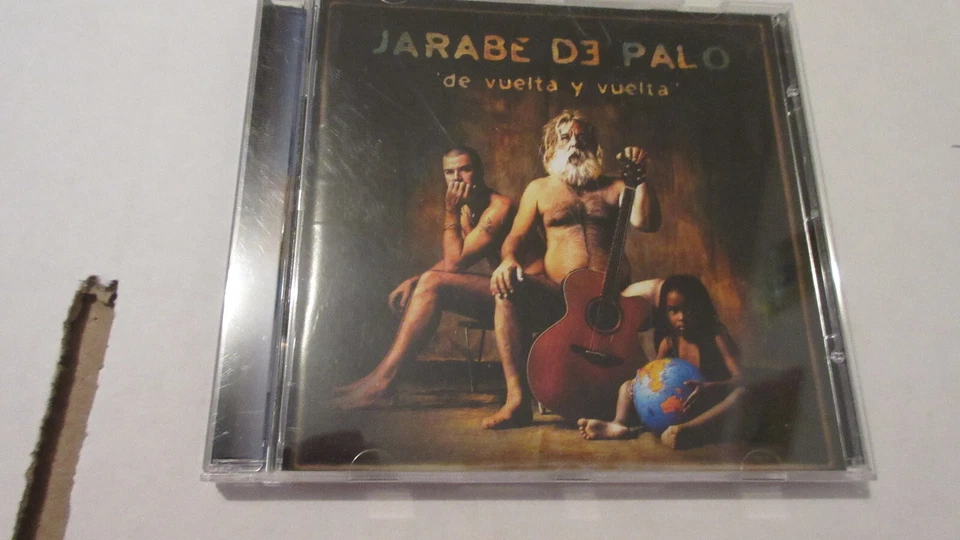 JARABE DE PALO
'de vuelta y vuelta'